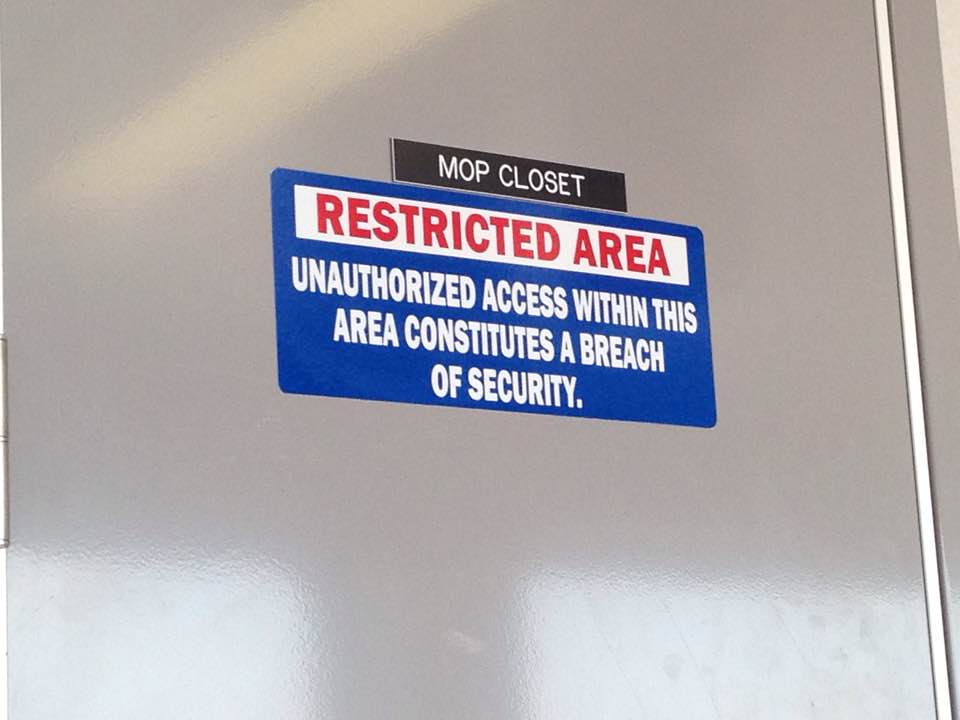 MOP CLOSET
RESTRICTED AREA
UNAUTHORIZED ACCESS WITHIN THIS
AREA CONSTITUTES A BREACH
OF SECURITY.